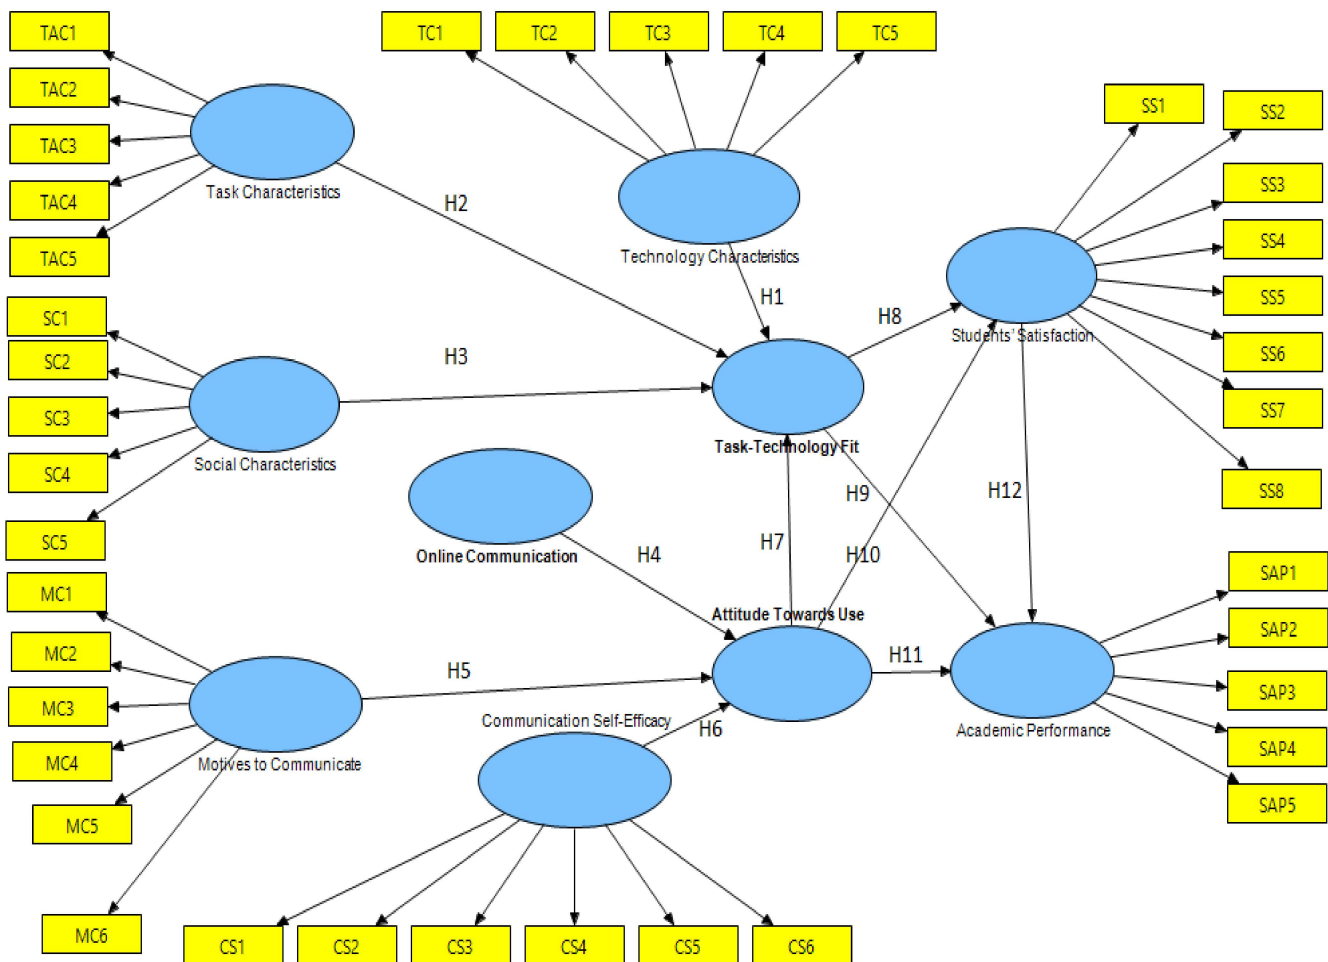 TAC1
TC1
TC2
TC3
TC4
TC5
TAC2
TAC3
TAC4
TAC5
Task Characteristics
H2
Technology Characteristics
H1
SS1
SS2
SS3
SS4
SS5
SS6
SS7
SS8
Students' Satisfaction
H8
SC1
SC2
SC3
SC4
SC5
Social Characteristics
H3
Task-Technology Fit
H9
H12
Online Communication
H4
H7
H10
Attitude Towards Use
MC1
MC2
MC3
MC4
MC5
MC6
Motives to Communicate
H5
Communication Self-Efficacy
H6
H11
Academic Performance
SAP1
SAP2
SAP3
SAP4
SAP5
CS1
CS2
CS3
CS4
CS5
CS6